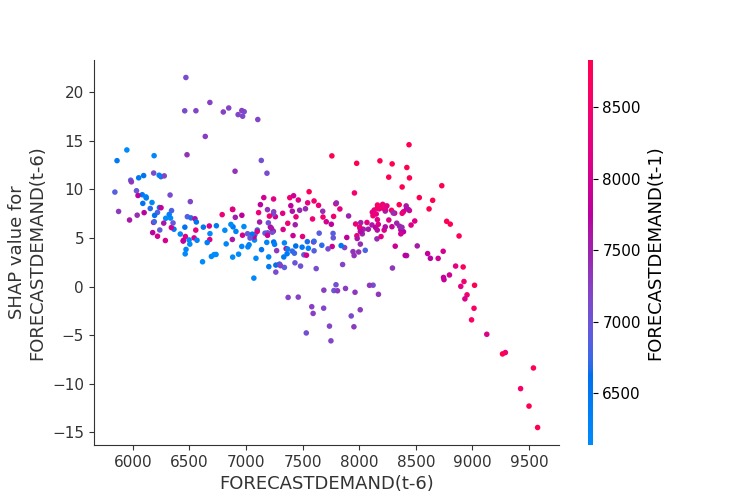 SHAP value for
FORECASTDEMAND(t-6)
20
15
10
5
0
−5
−10
−15
6000 6500 7000 7500 8000 8500 9000 9500
FORECASTDEMAND(t-6)
8500
8000
7500
7000
6500
FORECASTDEMAND(t-1)